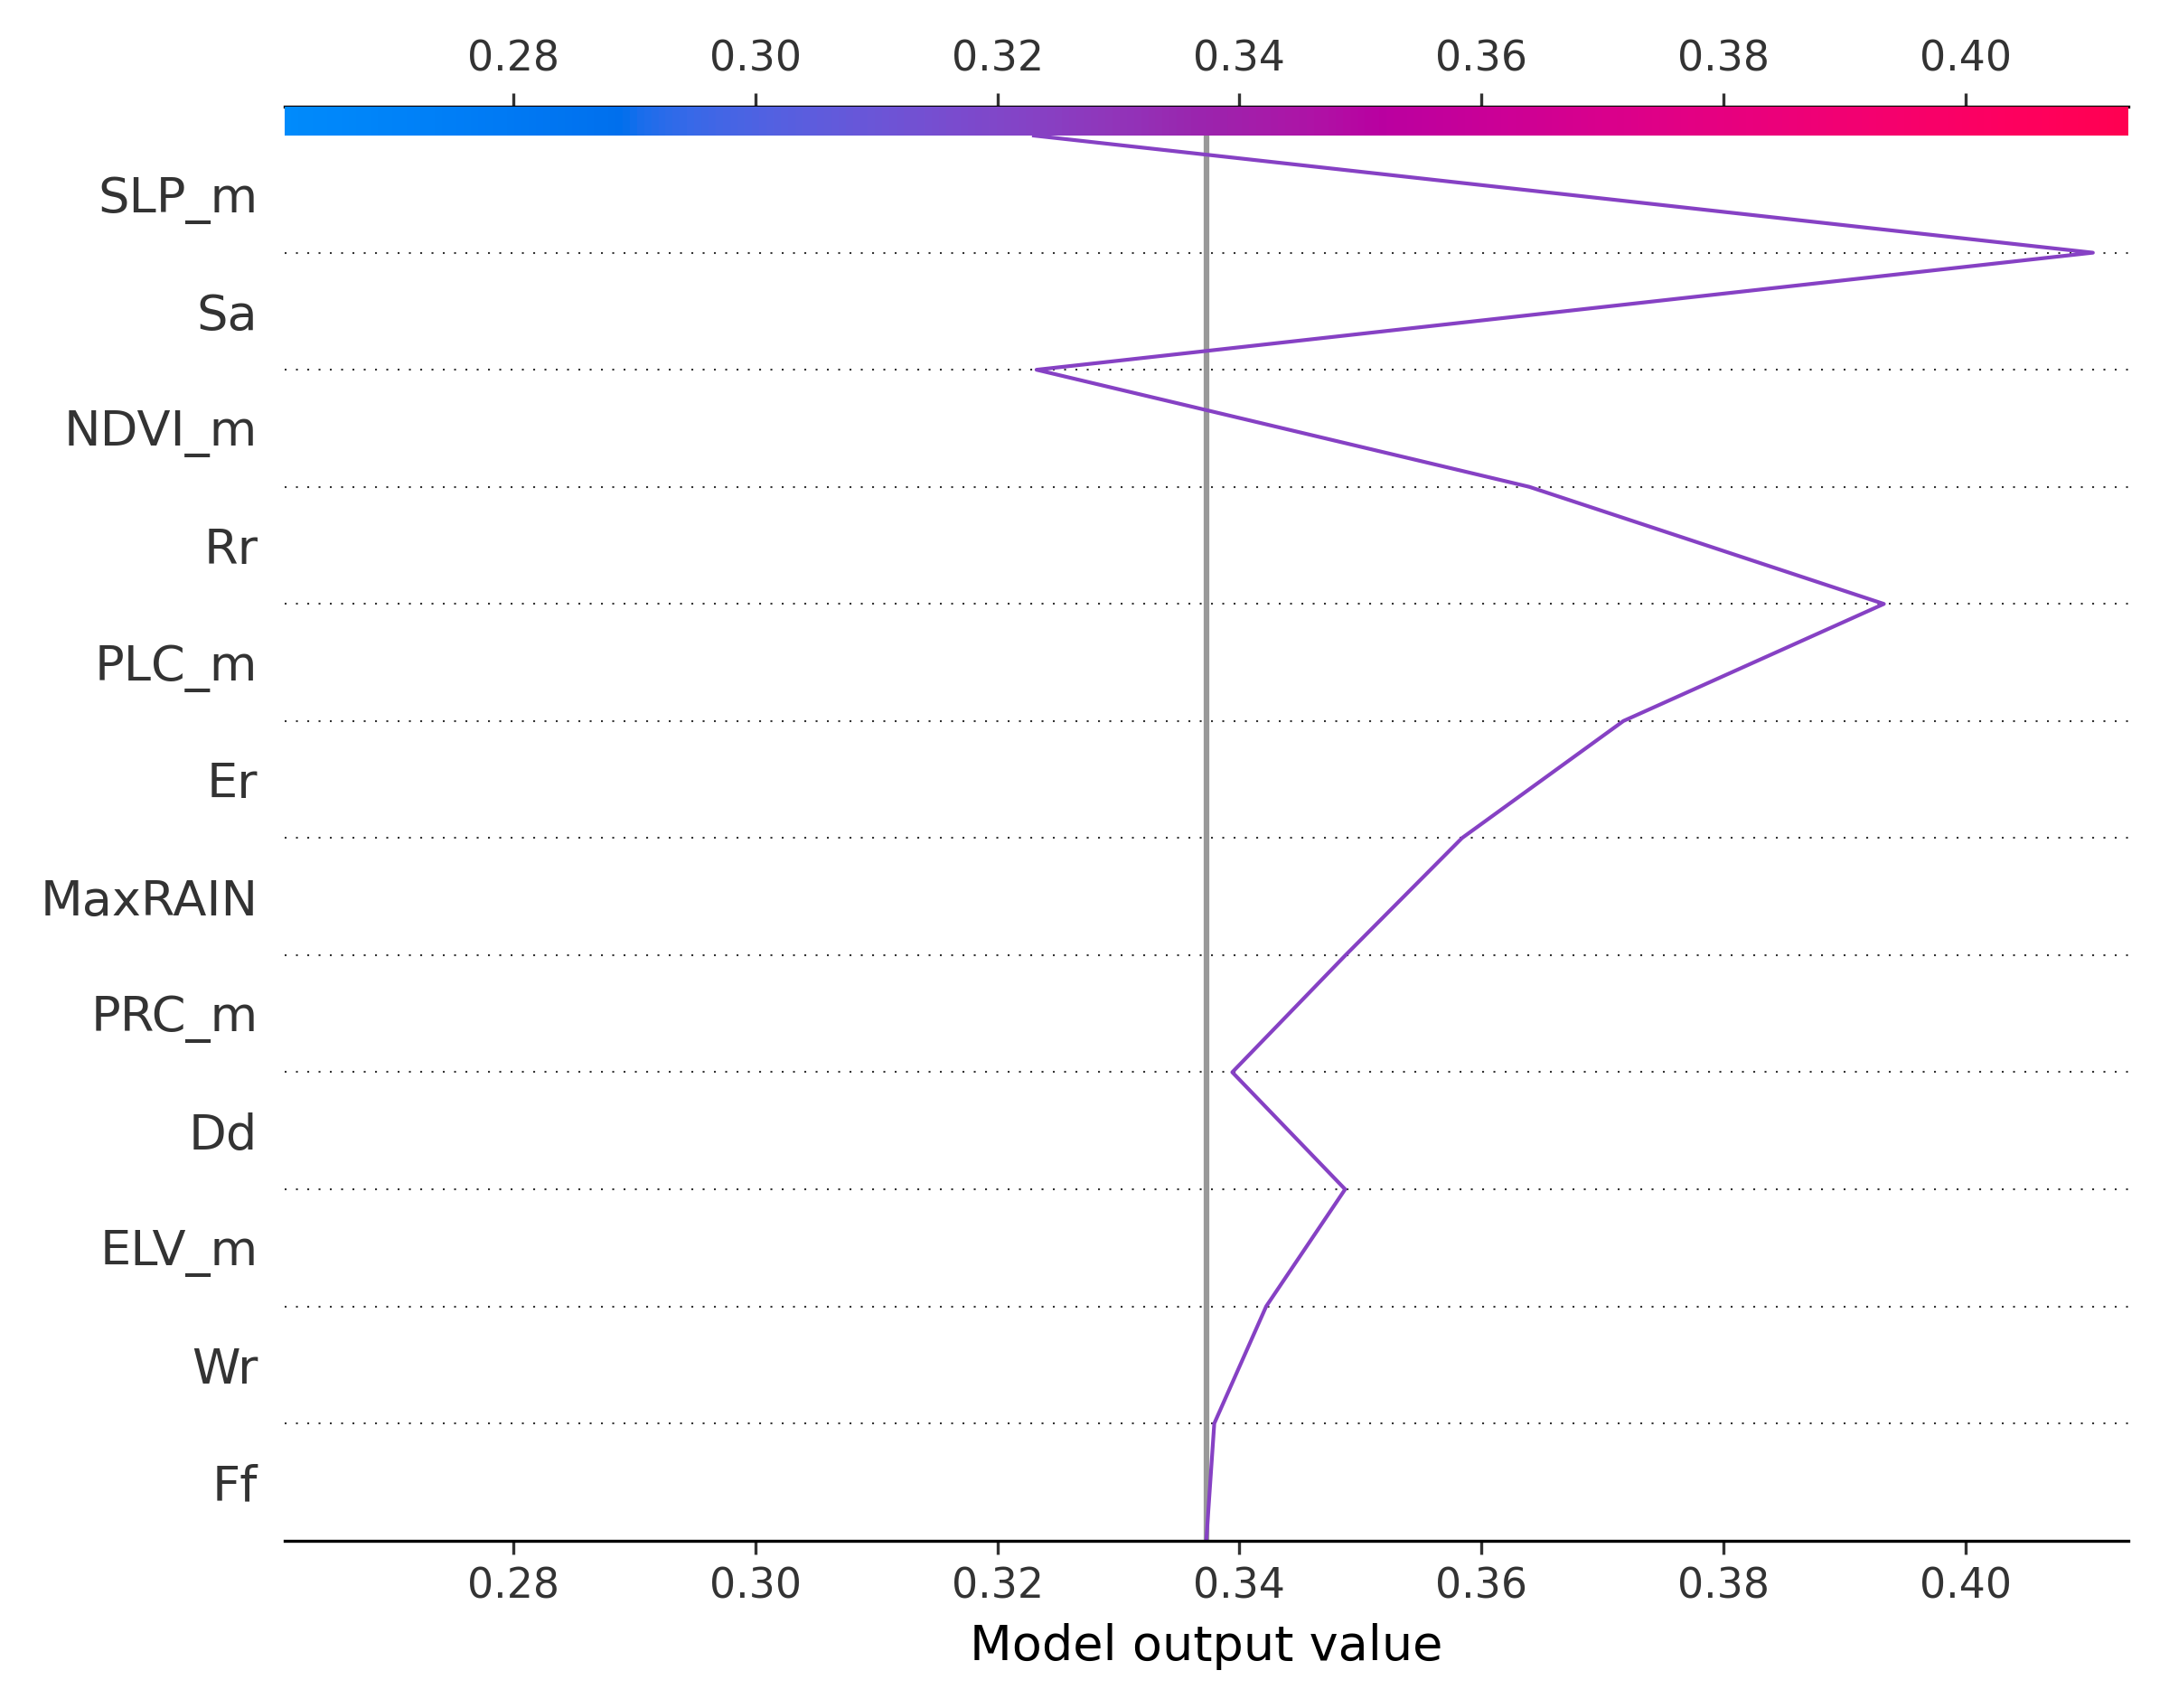 0.28 0.30 0.32 0.34 0.36 0.38 0.40
SLP_m
Sa
NDVI_m
Rr
PLC_m
Er
MaxRAIN
PRC_m
Dd
ELV_m
Wr
Ff
0.28 0.30 0.32 0.34 0.36 0.38 0.40
Model output value